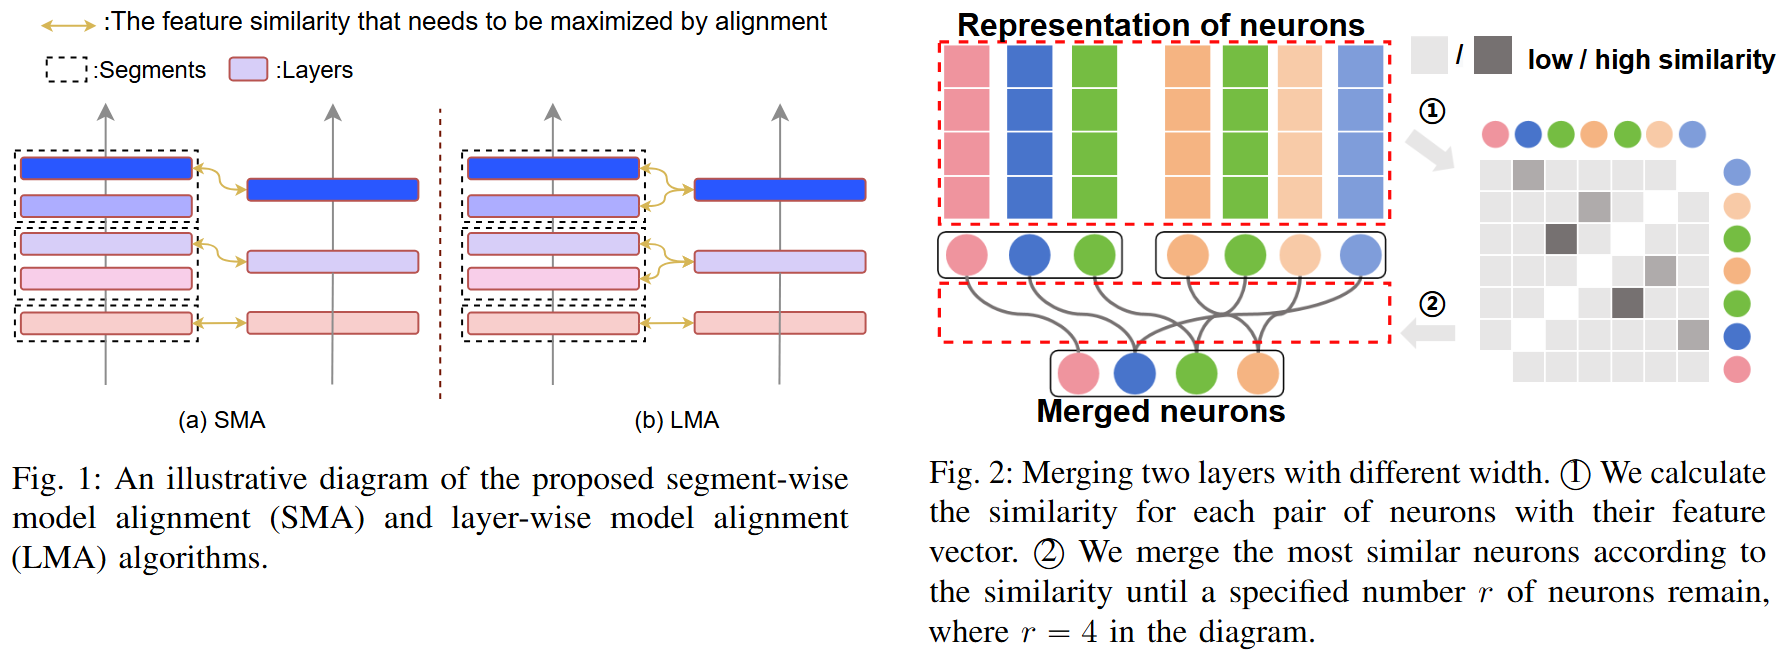 :The feature similarity that needs to be maximized by alignment
:Segments :Layers
(a) SMA
(b) LMA
Fig. 1: An illustrative diagram of the proposed segment-wise
model alignment (SMA) and layer-wise model alignment
(LMA) algorithms.
Representation of neurons
/ low / high similarity
①
②
Merged neurons
Fig. 2: Merging two layers with different width. ① We calculate
the similarity for each pair of neurons with their feature
vector. ② We merge the most similar neurons according to
the similarity until a specified number r of neurons remain,
where r = 4 in the diagram.